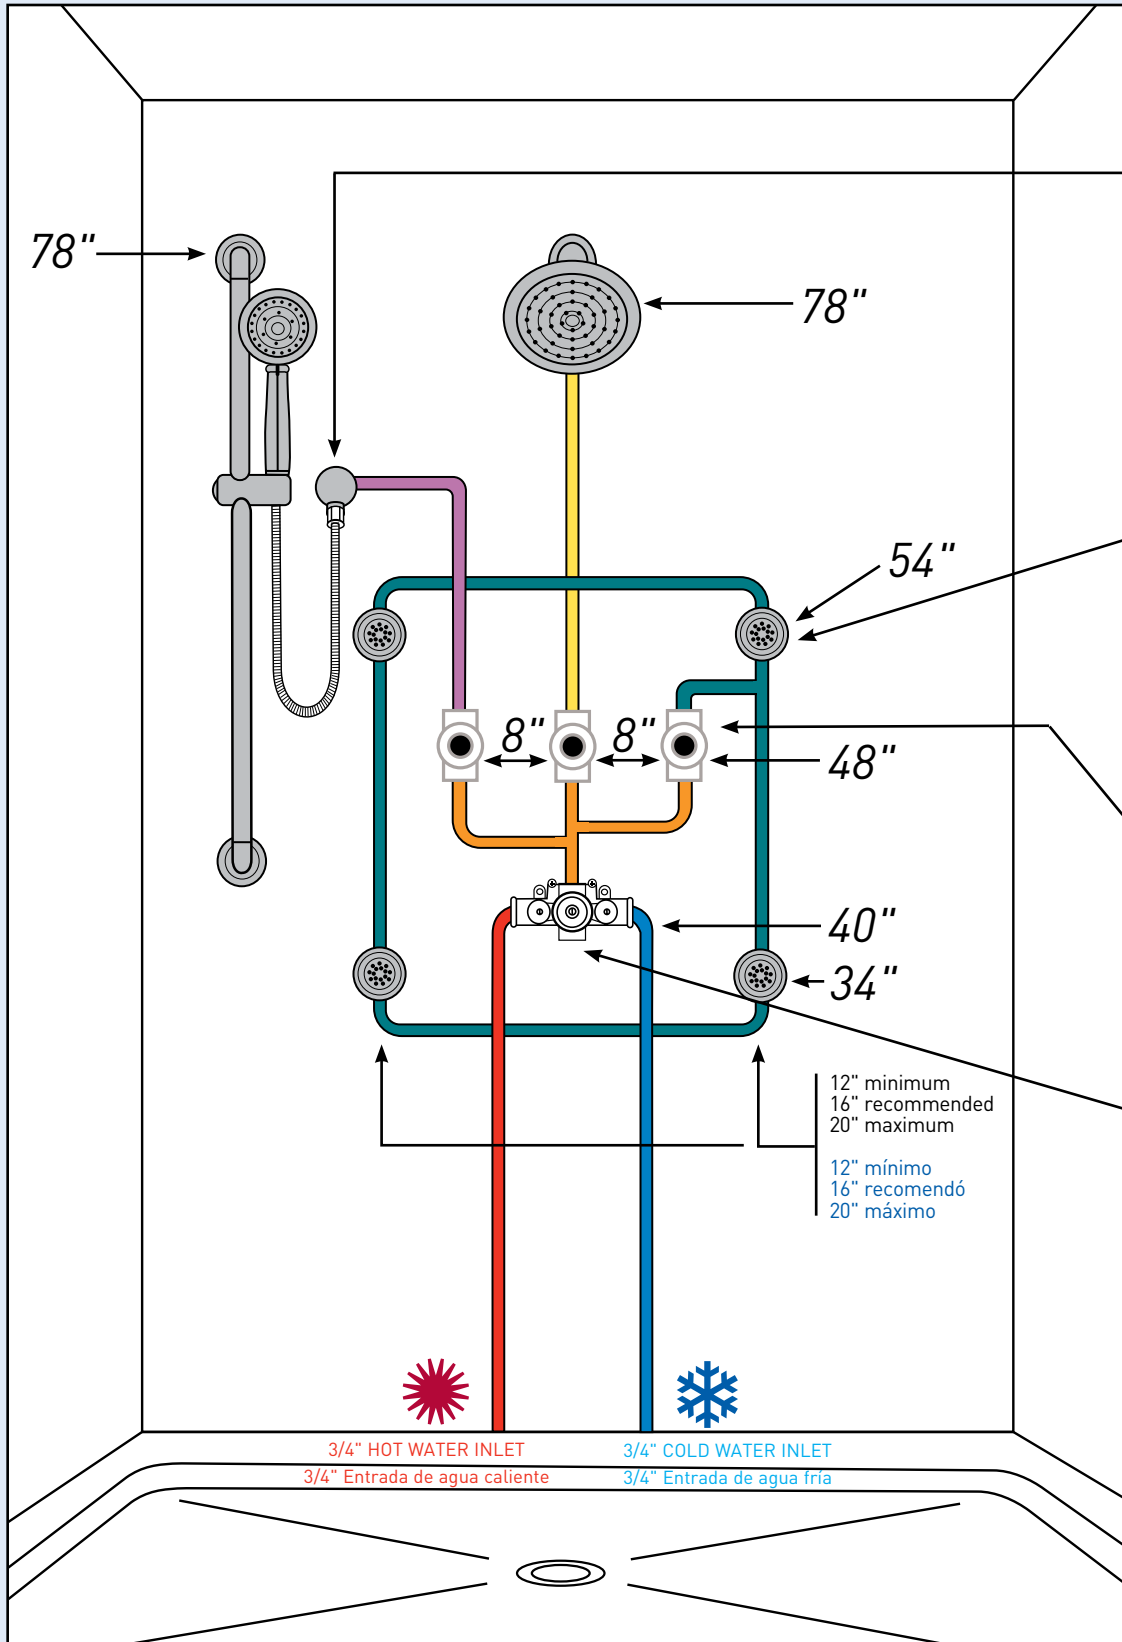 78"
78"
54"
8"
8"
48"
40"
34"
12" minimum
16" recommended
20" maximum
12" mínimo
16" recomendó
20" máximo
3/4" HOT WATER INLET
3/4" Entrada de agua caliente
3/4" COLD WATER INLET
3/4" Entrada de agua fría